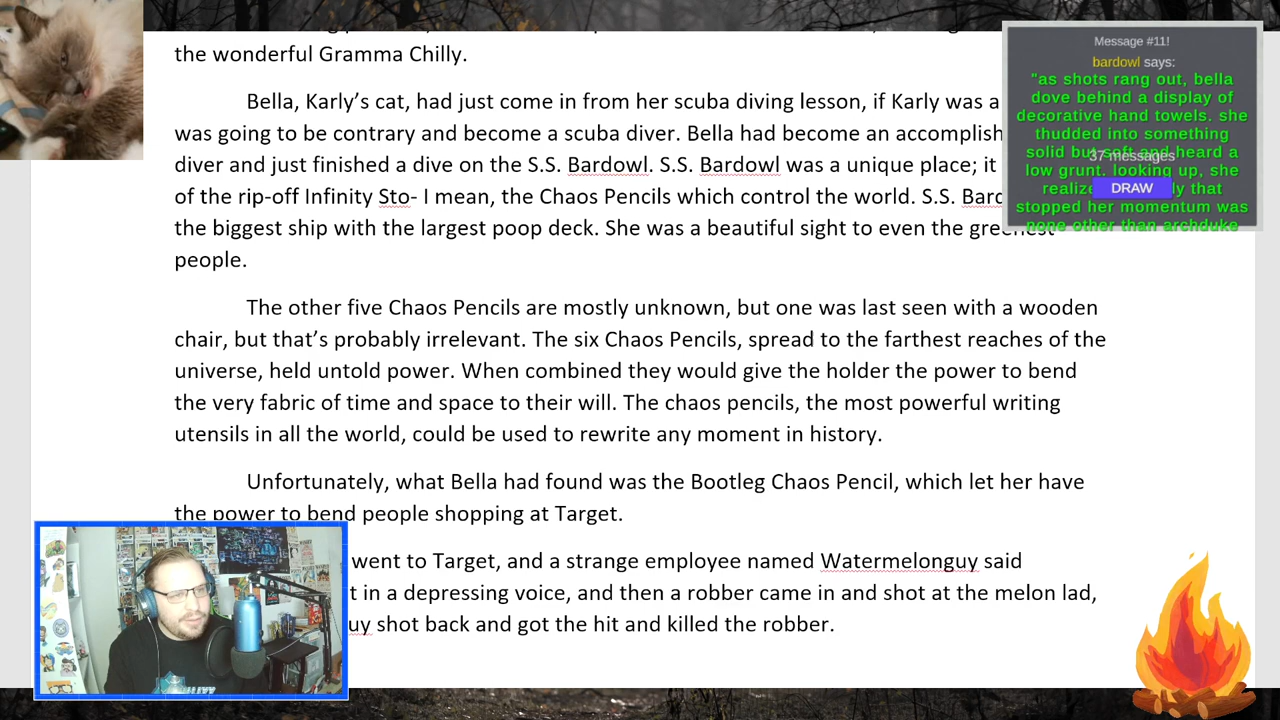 the wonderful Gramma Chilly.
Bella, Karly’s cat, had just come in from her scuba diving lesson, if Karly was a
was going to be contrary and become a scuba diver. Bella had become an accomplish
diver and just finished a dive on the S.S. Bardowl. S.S. Bardowl was a unique place; it
of the rip-off Infinity Sto- I mean, the Chaos Pencils which control the world. S.S. Bard
the biggest ship with the largest poop deck. She was a beautiful sight to even the greenest
people.
The other five Chaos Pencils are mostly unknown, but one was last seen with a wooden
chair, but that’s probably irrelevant. The six Chaos Pencils, spread to the farthest reaches of the
universe, held untold power. When combined they would give the holder the power to bend
the very fabric of time and space to their will. The chaos pencils, the most powerful writing
utensils in all the world, could be used to rewrite any moment in history.
Unfortunately, what Bella had found was the Bootleg Chaos Pencil, which let her have
the power to bend people shopping at Target.
went to Target, and a strange employee named Watermelonguy said
t in a depressing voice, and then a robber came in and shot at the melon lad,
uy shot back and got the hit and killed the robber.
Message #11!
bardowl says:
"as shots rang out, bella
dove behind a display of
decorative hand towels. she
thudded into something
solid but soft and heard a
37 messages
low grunt. looking up, she
realize ly that
DRAW
stopped her momentum was
none other than archduke